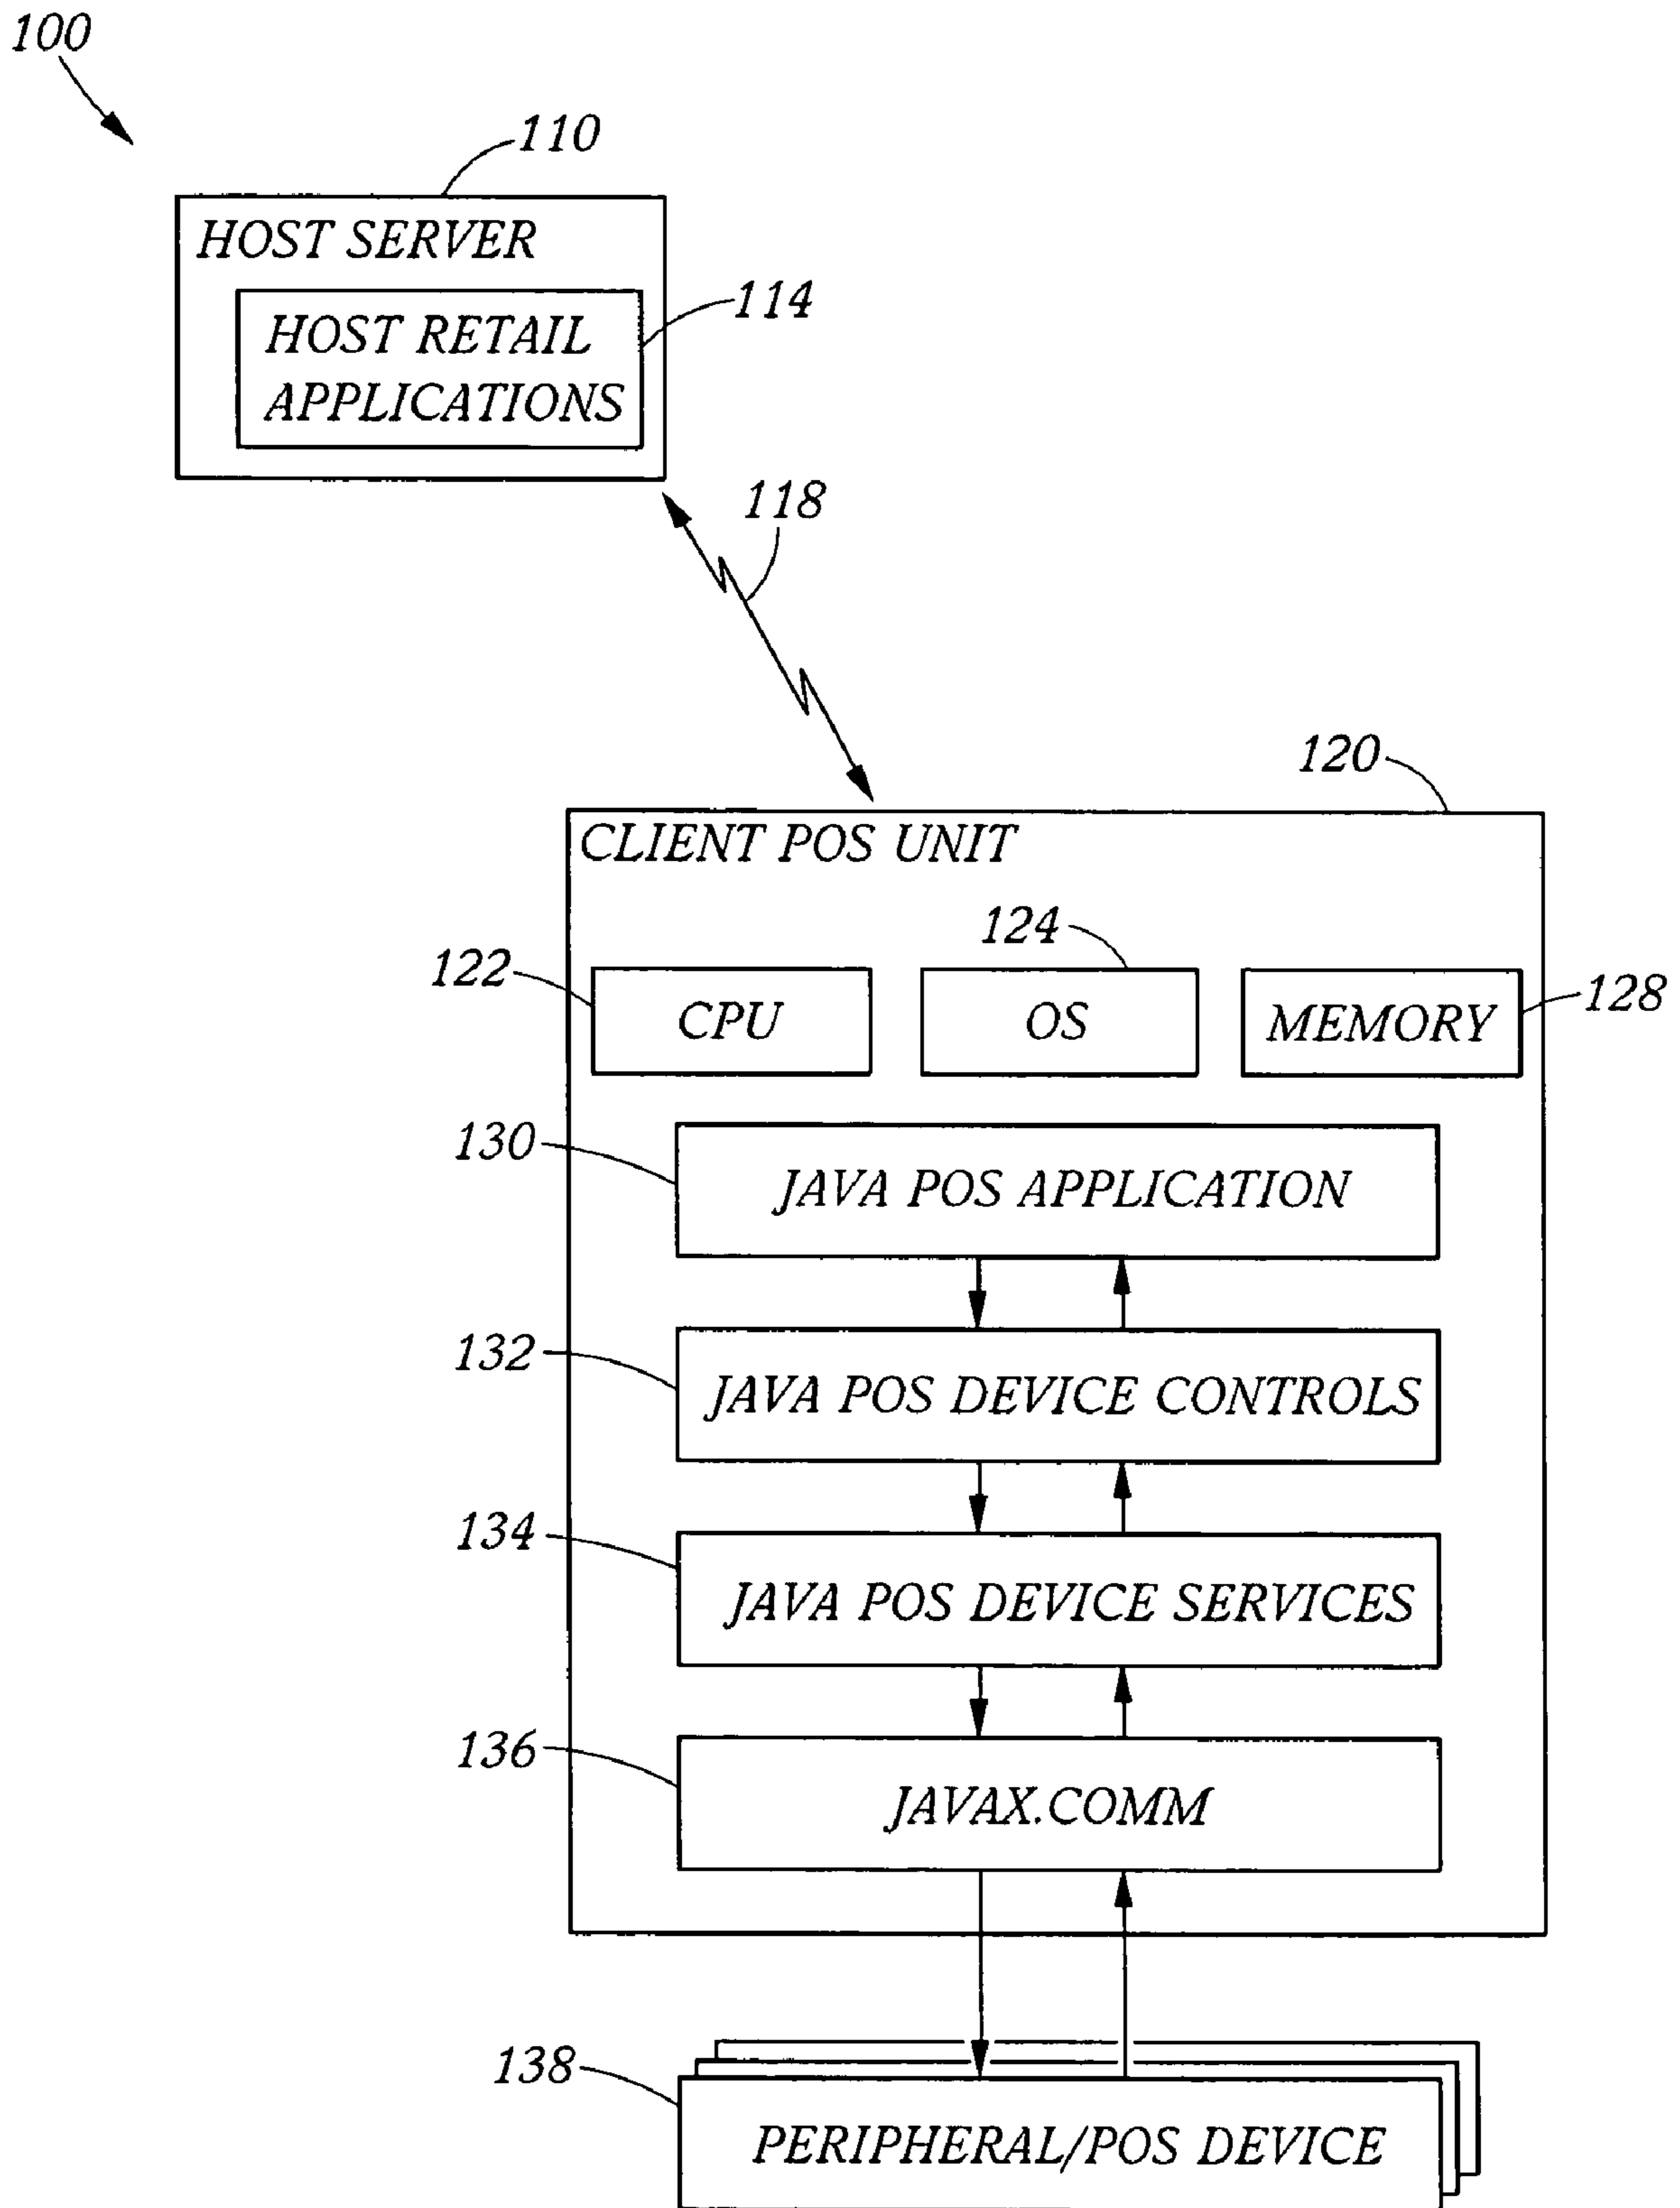 100
110
HOST SERVER
114
HOST RETAIL
APPLICATIONS
118
120
CLIENT POS UNIT
124
122
128
CPU
OS
MEMORY
130
JAVA POS APPLICATION
132
JAVA POS DEVICE CONTROLS
134
JAVA POS DEVICE SERVICES
136
JAVAX.COMM
138
PERIPHERAL/POS DEVICE